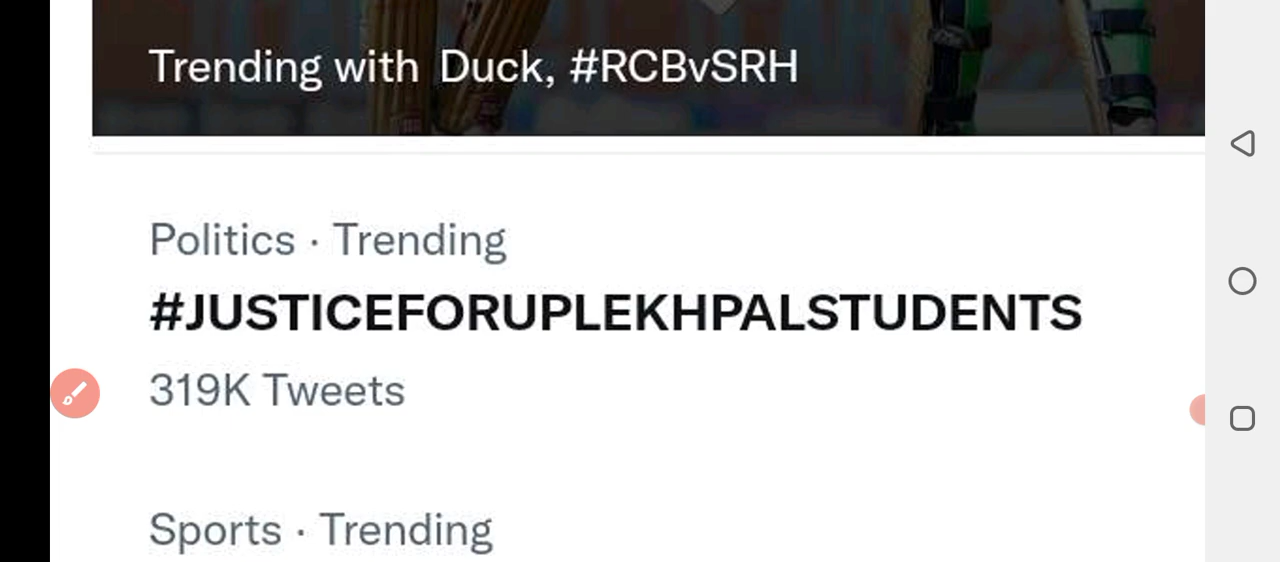 Trending with Duck, #RCBvSRH
Politics · Trending
#JUSTICEFORUPLEKHPALSTUDENTS
319K Tweets
Sports · Trending